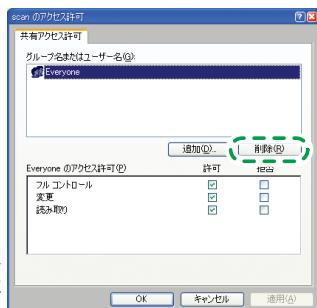 scan のアクセス許可
共有アクセス許可
グループ名またはユーザー名(G):
Everyone
追加(D)... 削除(R)
Everyone のアクセス許可(P) 許可 拒否
フル コントロール
変更
読み取り
OK キャンセル 適用(A)